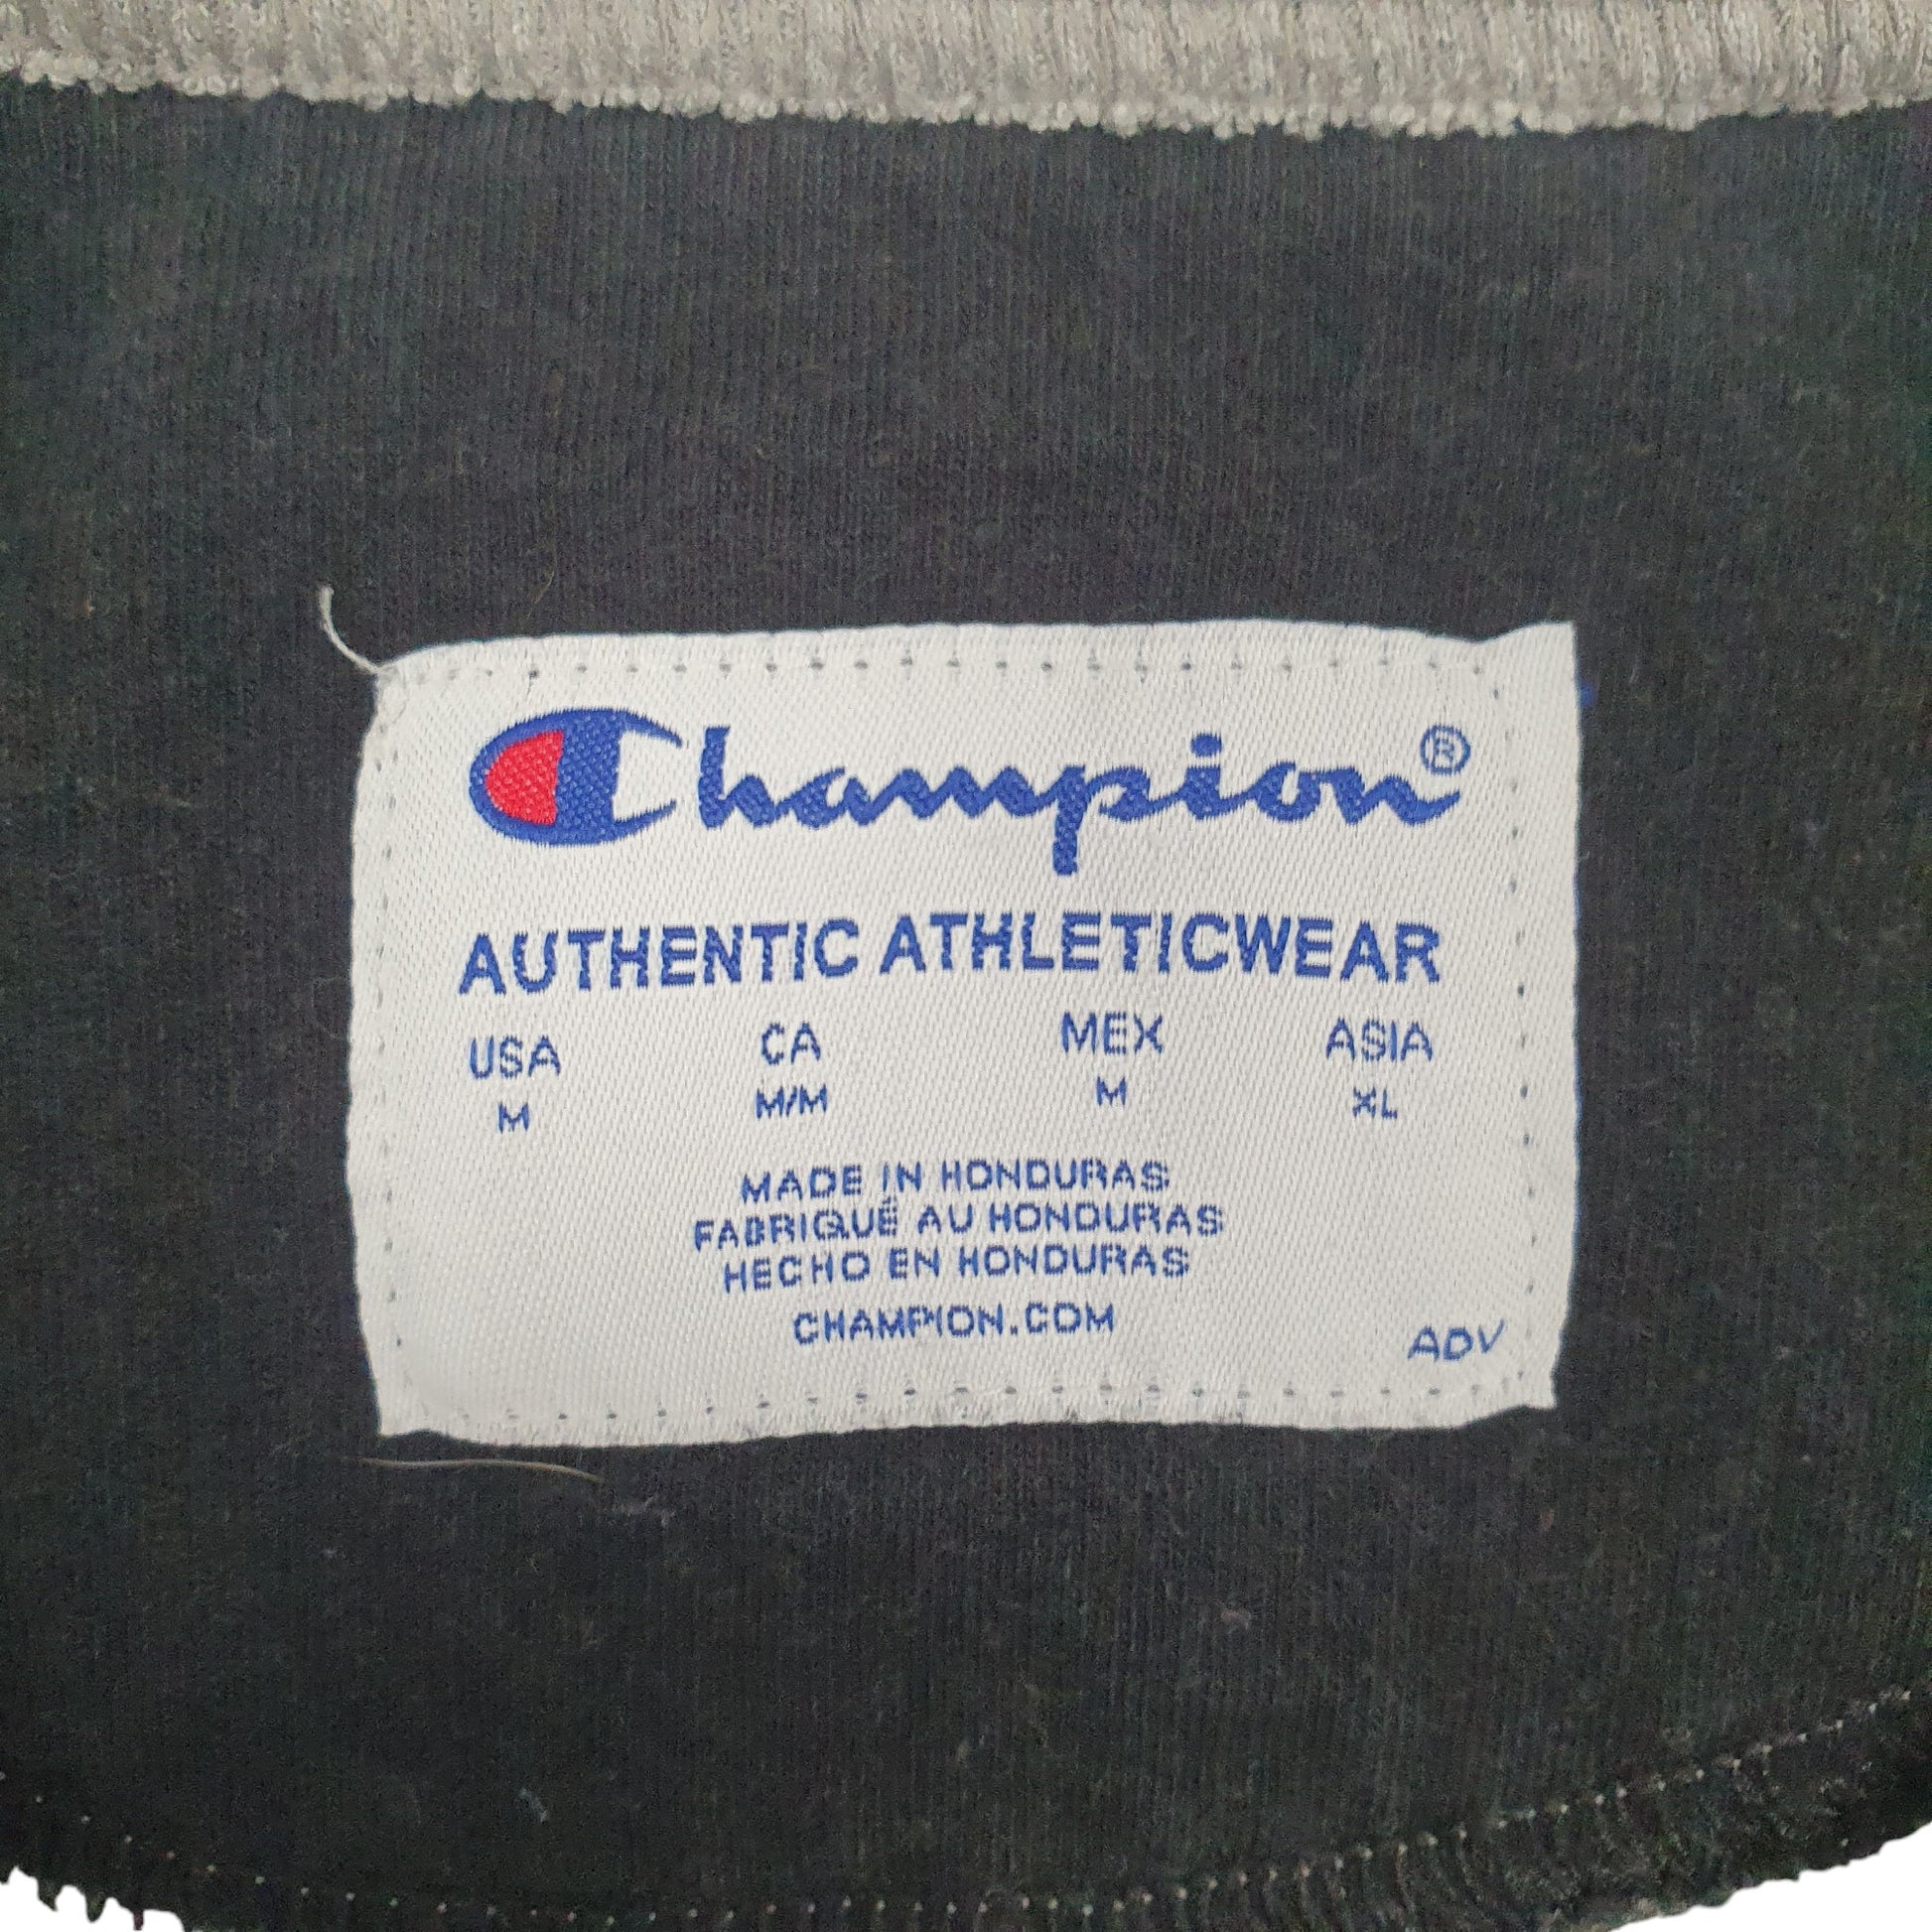 Champion®
AUTHENTIC ATHLETICWEAR
USA CA MEX ASIA
M M/M M XL
MADE IN HONDURAS
FABRIQUÉ AU HONDURAS
HECHO EN HONDURAS
CHAMPION.COM
ADV